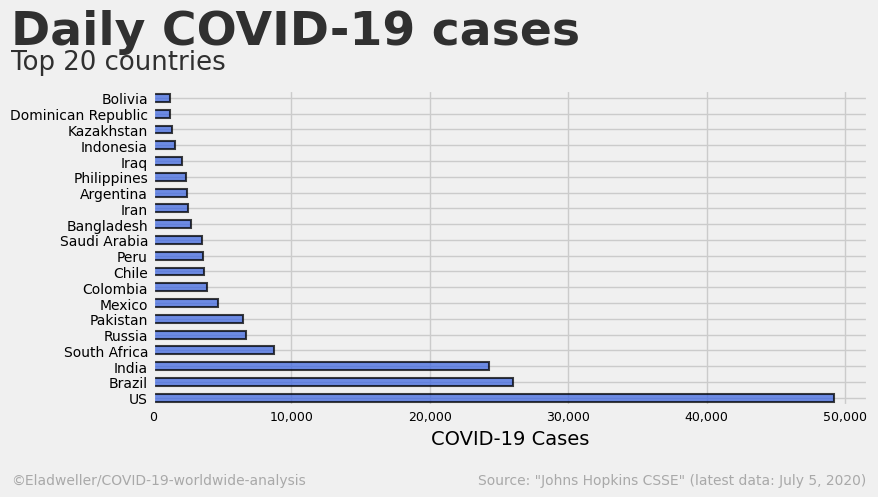 Daily COVID-19 cases
Top 20 countries
Bolivia
Dominican Republic
Kazakhstan
Indonesia
Iraq
Philippines
Argentina
Iran
Bangladesh
Saudi Arabia
Peru
Chile
Colombia
Mexico
Pakistan
Russia
South Africa
India
Brazil
US
0 10,000 20,000 30,000 40,000 50,000
COVID-19 Cases
©Eladweller/COVID-19-worldwide-analysis Source: "Johns Hopkins CSSE" (latest data: July 5, 2020)